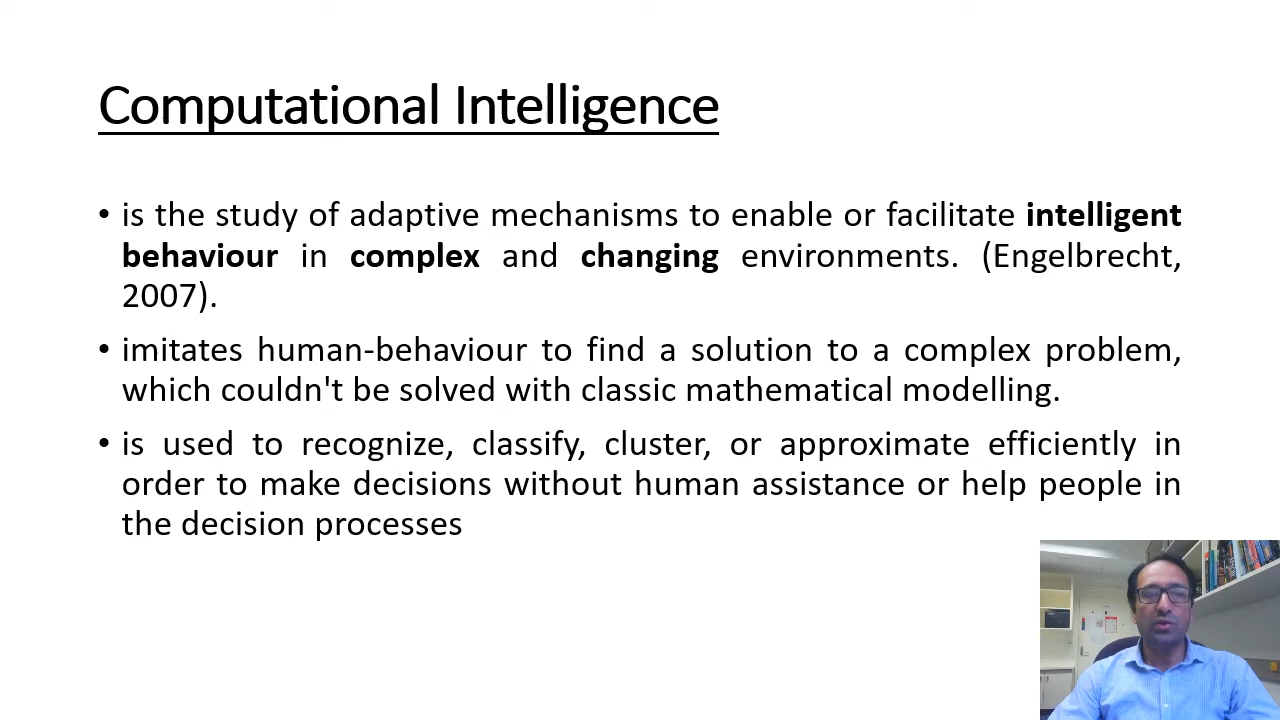 Computational Intelligence
• is the study of adaptive mechanisms to enable or facilitate intelligent
behaviour in complex and changing environments. (Engelbrecht,
2007).
• imitates human-behaviour to find a solution to a complex problem,
which couldn't be solved with classic mathematical modelling.
• is used to recognize, classify, cluster, or approximate efficiently in
order to make decisions without human assistance or help people in
the decision processes